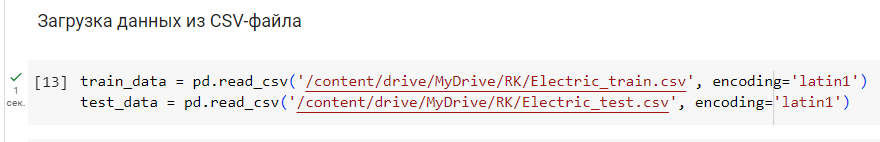 Загрузка данных из CSV-файла
[13] train_data = pd.read_csv('/content/drive/MyDrive/RK/Electric_train.csv', encoding='latin1')
1
сек.
test_data = pd.read_csv('/content/drive/MyDrive/RK/Electric_test.csv', encoding='latin1')